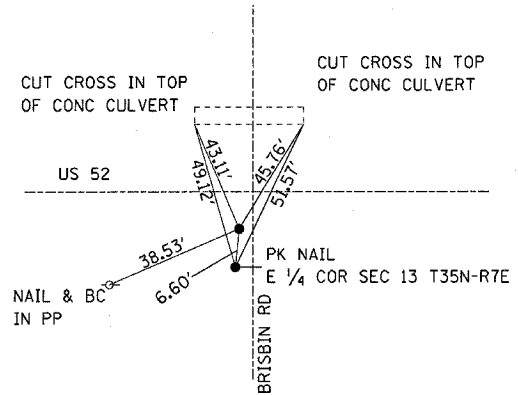 CUT CROSS IN TOP
OF CONC CULVERT
CUT CROSS IN TOP
OF CONC CULVERT
US 52
43.11'
49.12'
45.76'
51.57'
38.53'
6.60'
NAIL & BC
IN PP
PK NAIL
E 1/4 COR SEC 13 T35N-R7E
BRISBIN RD